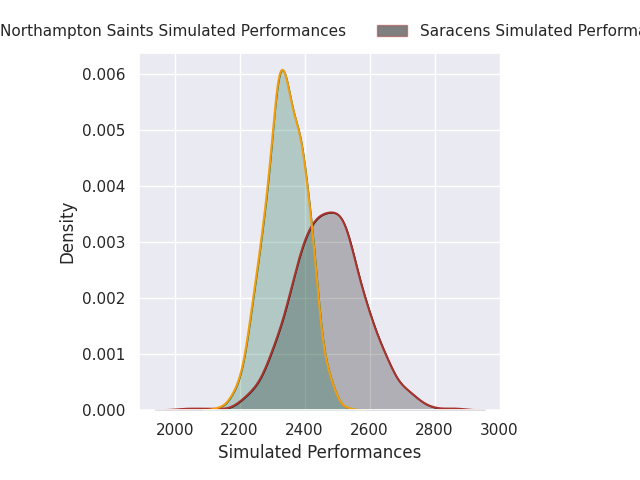 Northampton Saints Simulated Performances Saracens Simulated Performa
0.006
0.005
0.004
0.003
0.002
0.001
0.000
Density
2000 2200 2400 2600 2800 3000
Simulated Performances